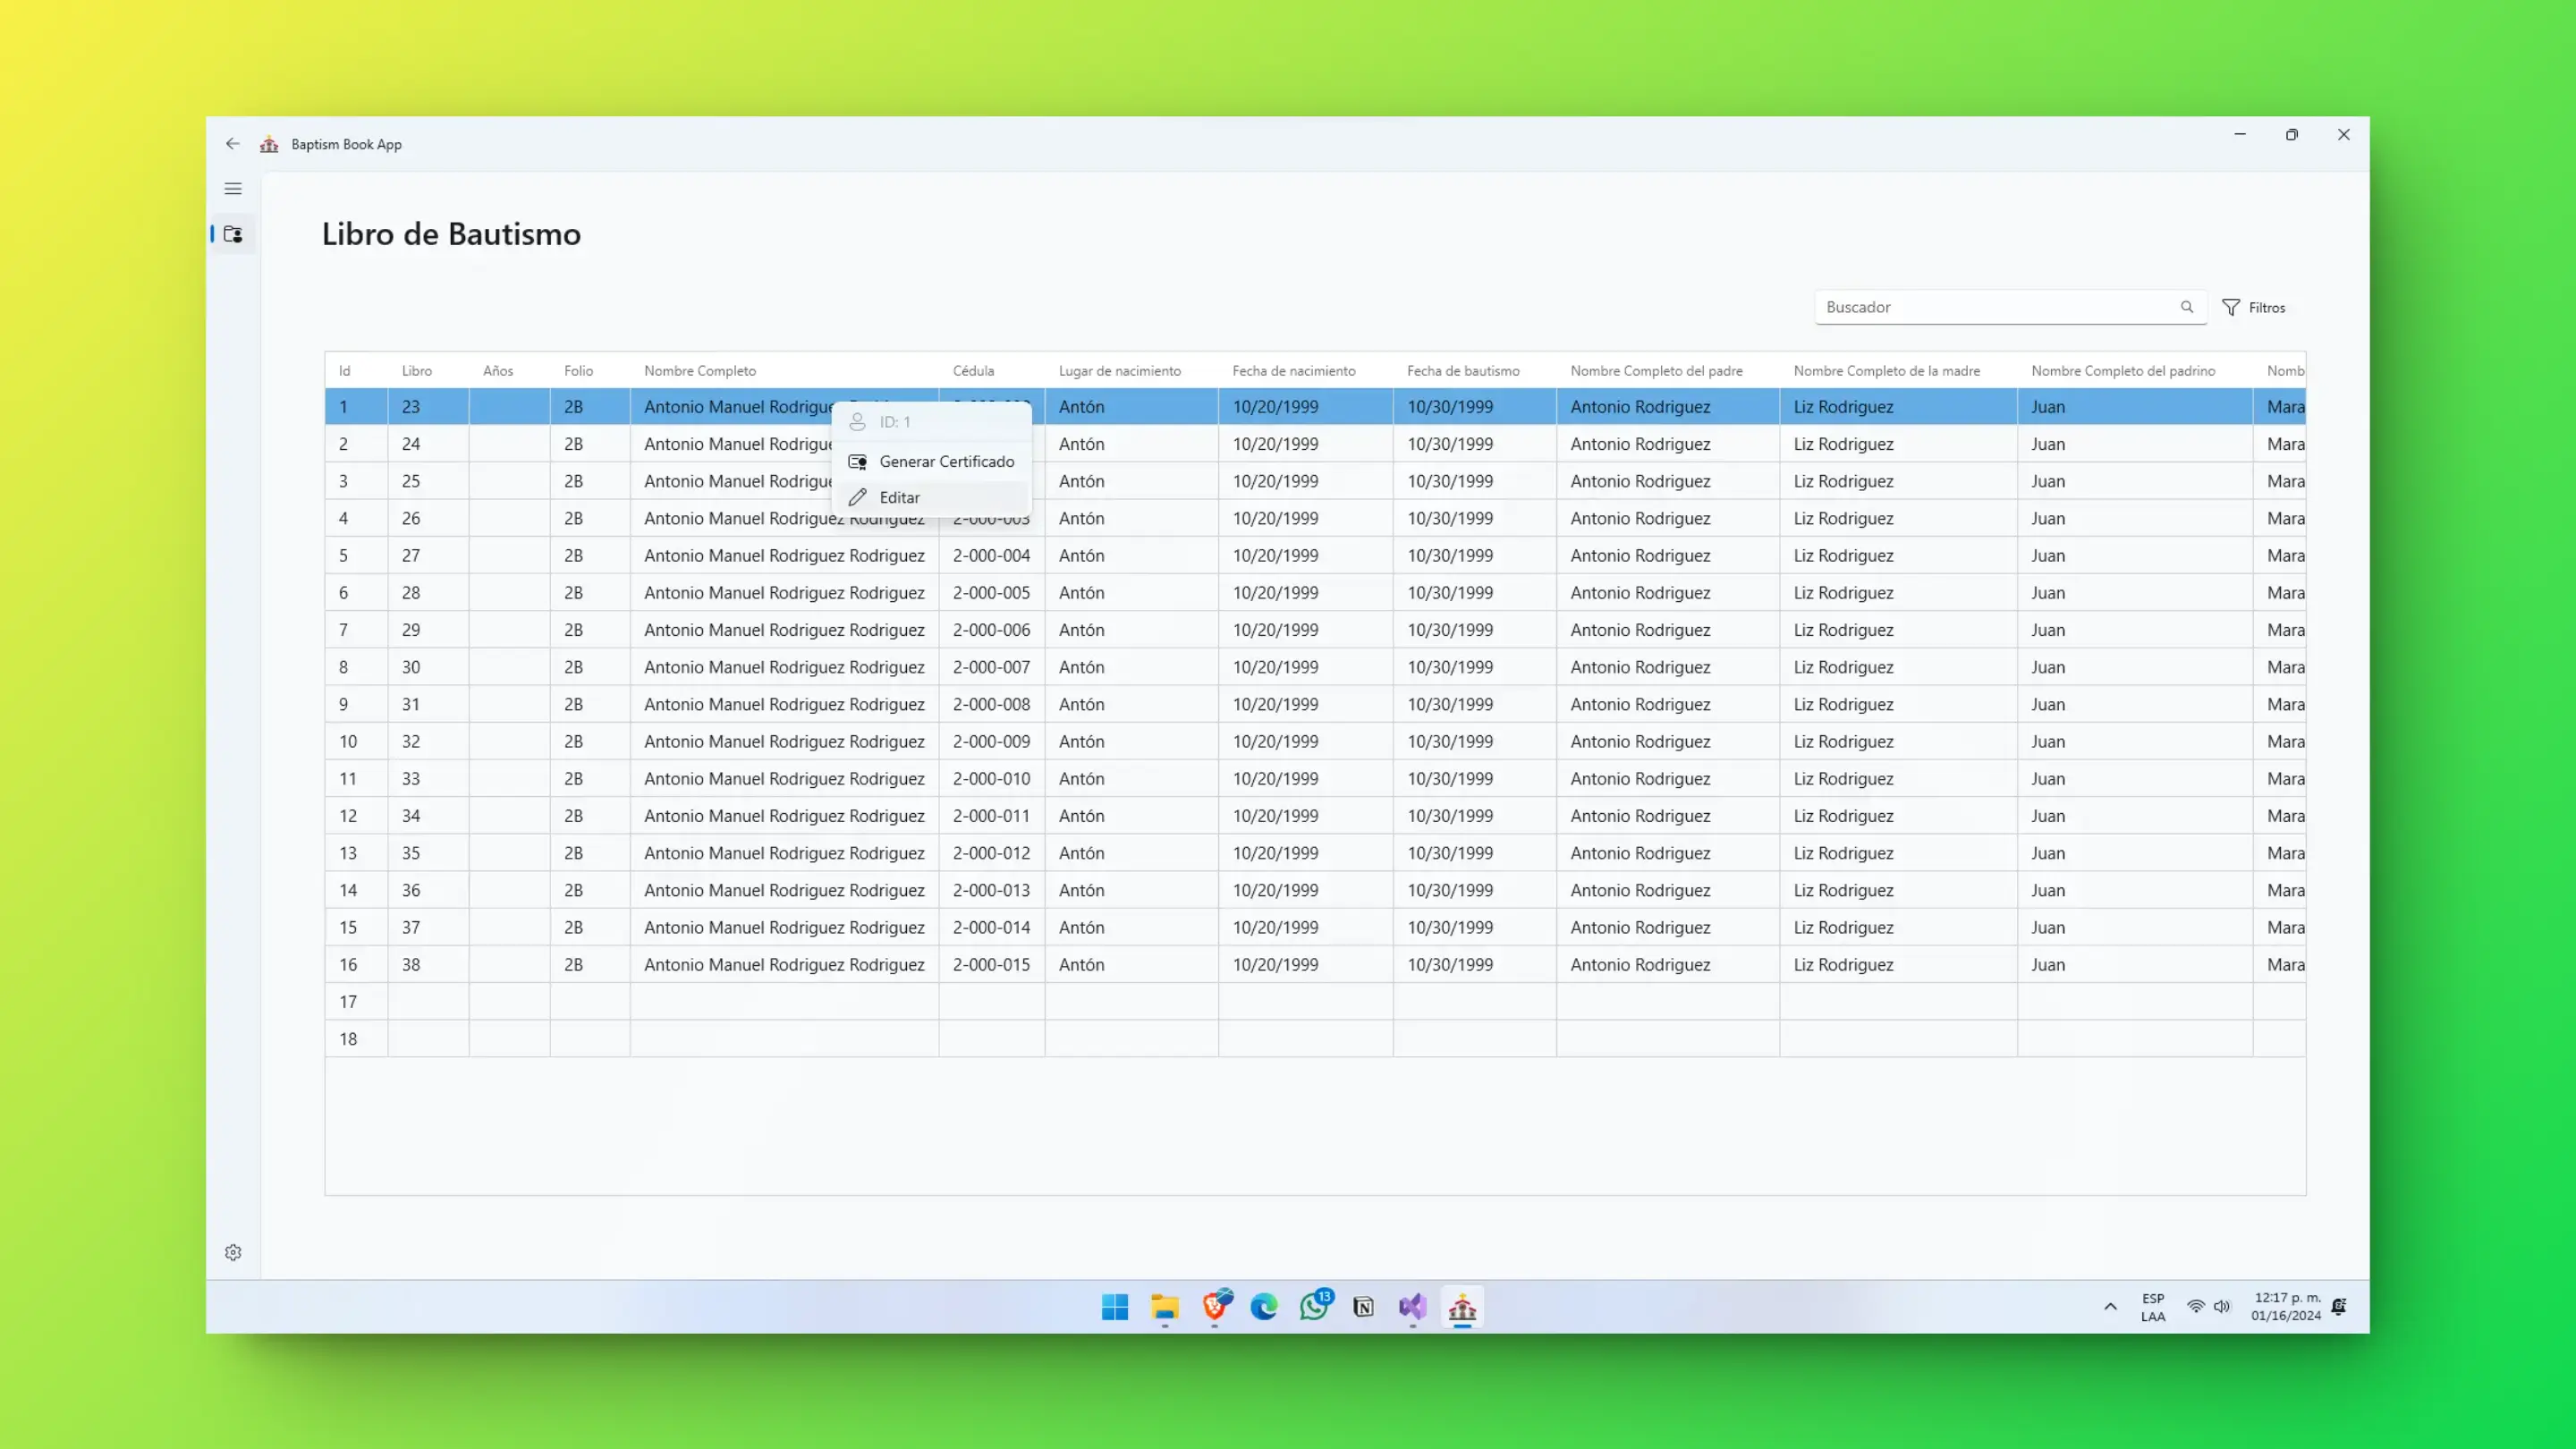 Baptism Book App
Libro de Bautismo
Buscador
Filtros
Id Libro Años Folio Nombre Completo Cédula Lugar de nacimiento Fecha de nacimiento Fecha de bautismo Nombre Completo del padre Nombre Completo de la madre Nombre Completo del padrino Nomb
1 23 2B Antonio Manuel Antón 10/20/1999 10/30/1999 Antonio Rodriguez Liz Rodriguez Juan Mara
ID: 1
2 24 2B Antonio Manuel Antón 10/20/1999 10/30/1999 Antonio Rodriguez Liz Rodriguez Juan Mara
Generar Certificado
3 25 2B Antonio Manuel Antón 10/20/1999 10/30/1999 Antonio Rodriguez Liz Rodriguez Juan Mara
Editar
4 26 2B Antonio Manuel Rodriguez Rodriguez 2-000-003 Antón 10/20/1999 10/30/1999 Antonio Rodriguez Liz Rodriguez Juan Mara
5 27 2B Antonio Manuel Rodriguez Rodriguez 2-000-004 Antón 10/20/1999 10/30/1999 Antonio Rodriguez Liz Rodriguez Juan Mara
6 28 2B Antonio Manuel Rodriguez Rodriguez 2-000-005 Antón 10/20/1999 10/30/1999 Antonio Rodriguez Liz Rodriguez Juan Mara
7 29 2B Antonio Manuel Rodriguez Rodriguez 2-000-006 Antón 10/20/1999 10/30/1999 Antonio Rodriguez Liz Rodriguez Juan Mara
8 30 2B Antonio Manuel Rodriguez Rodriguez 2-000-007 Antón 10/20/1999 10/30/1999 Antonio Rodriguez Liz Rodriguez Juan Mara
9 31 2B Antonio Manuel Rodriguez Rodriguez 2-000-008 Antón 10/20/1999 10/30/1999 Antonio Rodriguez Liz Rodriguez Juan Mara
10 32 2B Antonio Manuel Rodriguez Rodriguez 2-000-009 Antón 10/20/1999 10/30/1999 Antonio Rodriguez Liz Rodriguez Juan Mara
11 33 2B Antonio Manuel Rodriguez Rodriguez 2-000-010 Antón 10/20/1999 10/30/1999 Antonio Rodriguez Liz Rodriguez Juan Mara
12 34 2B Antonio Manuel Rodriguez Rodriguez 2-000-011 Antón 10/20/1999 10/30/1999 Antonio Rodriguez Liz Rodriguez Juan Mara
13 35 2B Antonio Manuel Rodriguez Rodriguez 2-000-012 Antón 10/20/1999 10/30/1999 Antonio Rodriguez Liz Rodriguez Juan Mara
14 36 2B Antonio Manuel Rodriguez Rodriguez 2-000-013 Antón 10/20/1999 10/30/1999 Antonio Rodriguez Liz Rodriguez Juan Mara
15 37 2B Antonio Manuel Rodriguez Rodriguez 2-000-014 Antón 10/20/1999 10/30/1999 Antonio Rodriguez Liz Rodriguez Juan Mara
16 38 2B Antonio Manuel Rodriguez Rodriguez 2-000-015 Antón 10/20/1999 10/30/1999 Antonio Rodriguez Liz Rodriguez Juan Mara
17
18
13
ESP
LAA
12:17 p. m.
01/16/2024